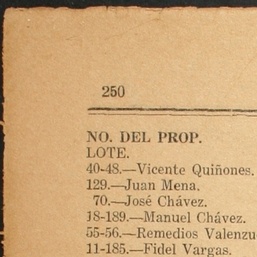 250
NO. DEL PROP.
LOTE.
40-48.—Vicente Quiñones.
129.—Juan Mena.
70.—José Chávez.
18-189.—Manuel Chávez.
55-56.—Remedios Valenzu
11-185.—Fidel Vargas.